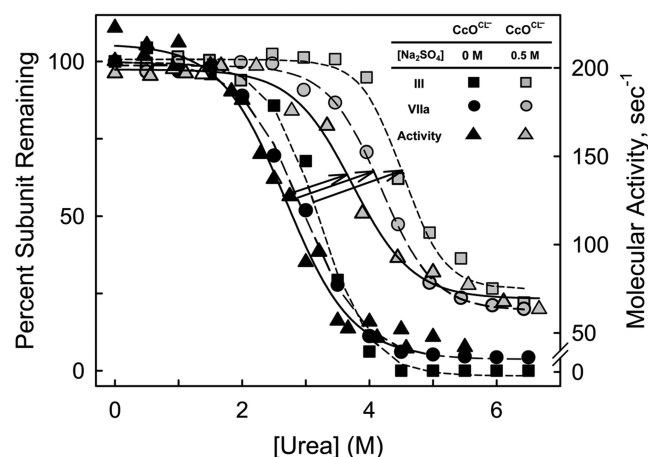 CcO^CL– CcO^CL–
[Na₂SO₄] 0 M 0.5 M
III
VIIa
Activity
Percent Subunit Remaining
100
50
0
Molecular Activity, sec⁻¹
200
150
100
50
0
0 2 4 6
[Urea] (M)